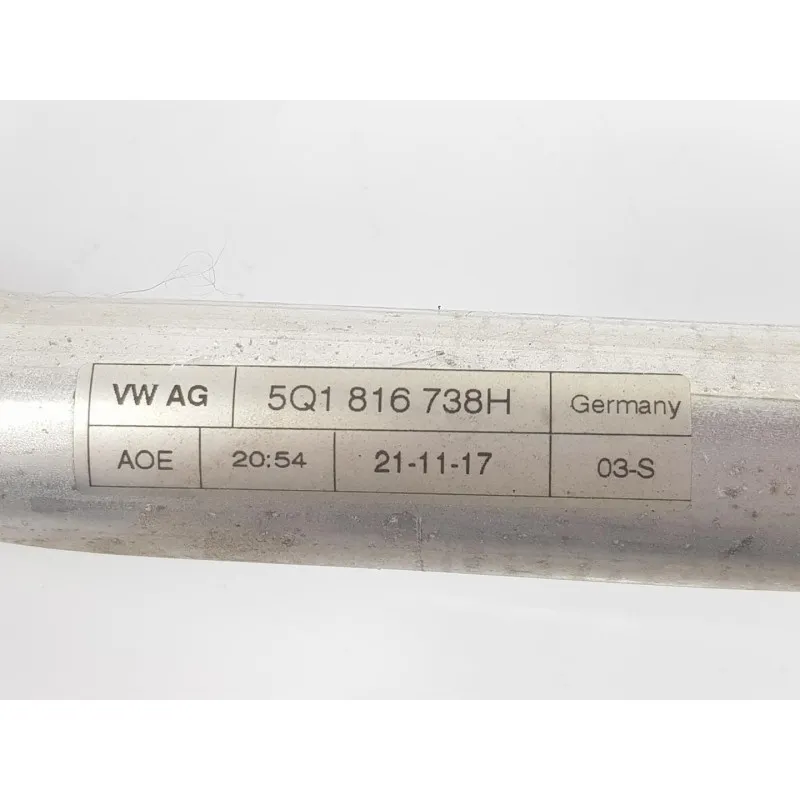 VW AG 5Q1 816 738H Germany
AOE 20:54 21-11-17 03-S